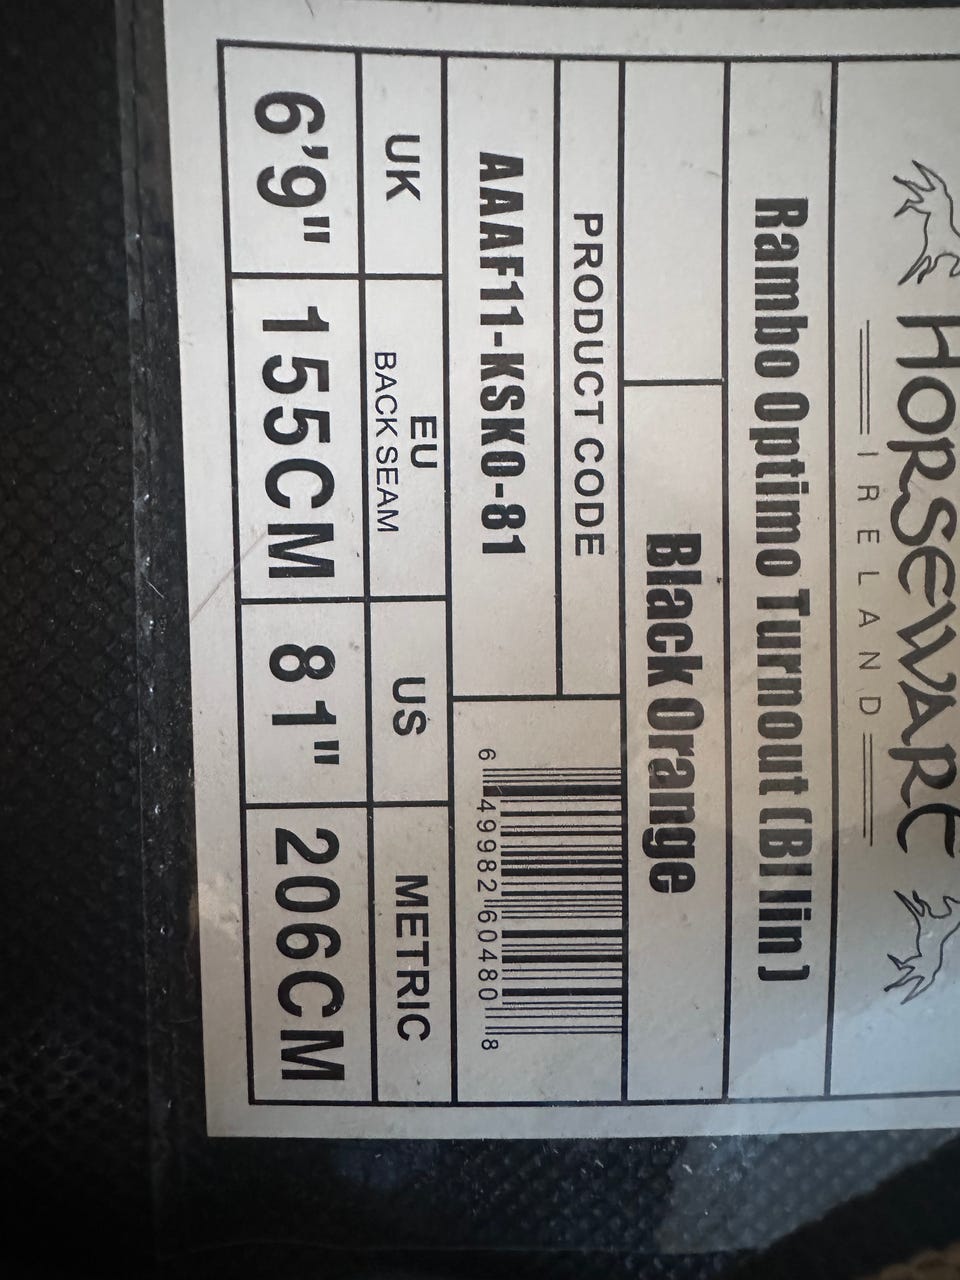 HORSEWARE
IRELAND
Rambo Optimo Turnout (Bl lin)
Black Orange
PRODUCT CODE
AAAF11-KSK0-81
6 49982 60480 8
UK
EU
BACK SEAM
US
METRIC
6'9"
155CM
81"
206CM